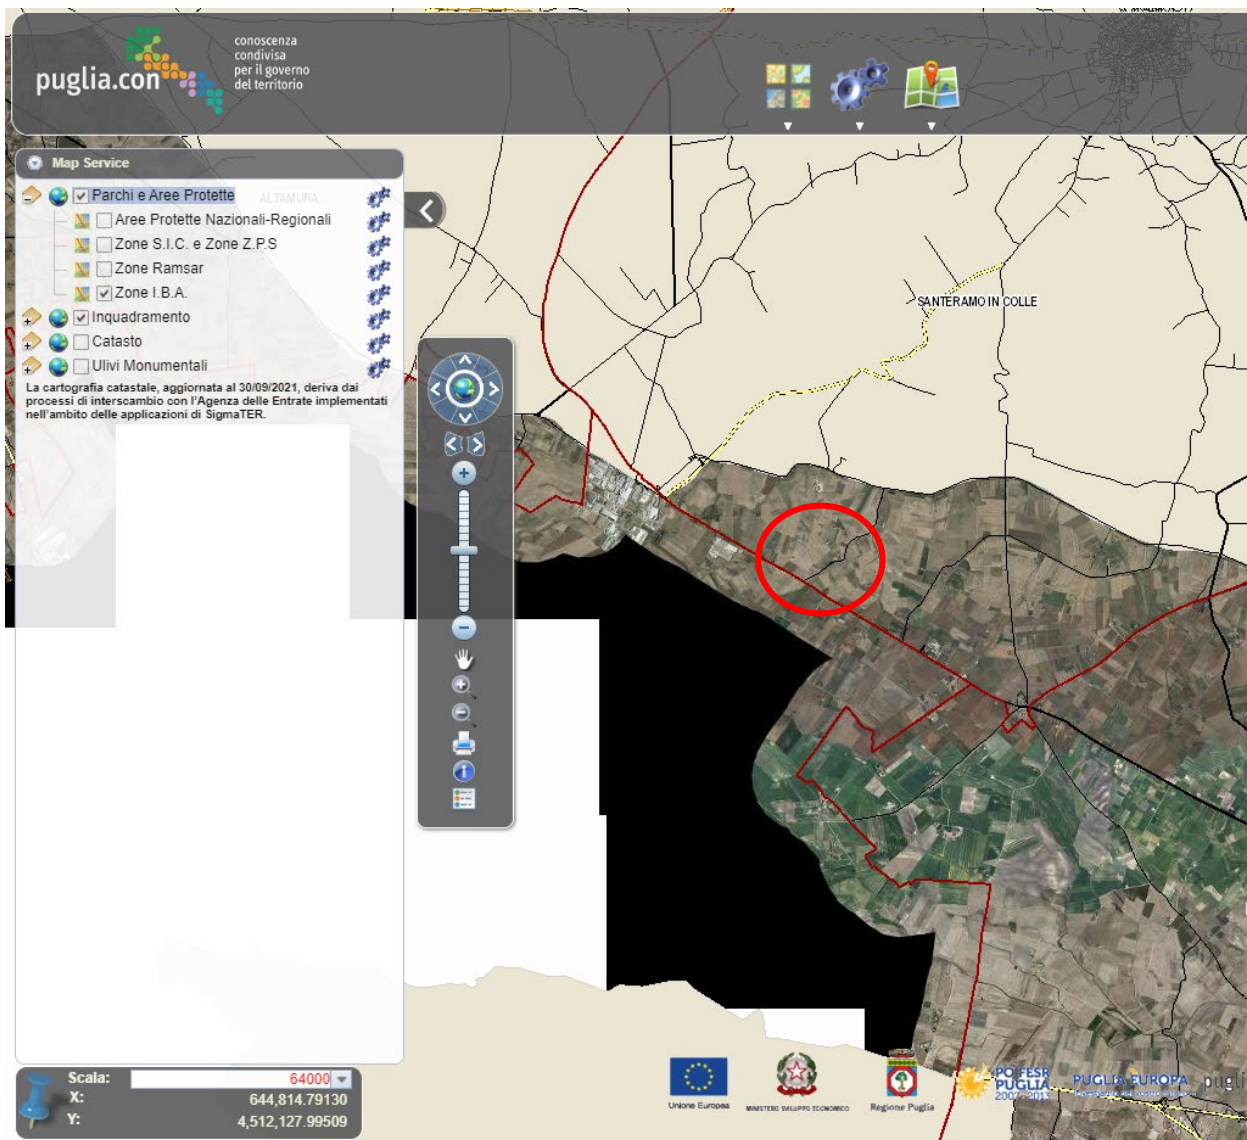 puglia.con
conoscenza
condivisa
per il governo
del territorio
Map Service
Parchi e Aree Protette
ALTAMURA
Aree Protette Nazionali-Regionali
Zone S.I.C. e Zone Z.P.S
Zone Ramsar
Zone I.B.A.
Inquadramento
Catasto
Ulivi Monumentali
La cartografia catastale, aggiornata al 30/09/2021, deriva dai
processi di interscambio con l'Agenzia delle Entrate implementati
nell'ambito delle applicazioni di SigmaTER.
SANTERAMO IN COLLE
Scala: 64000
X: 644,814.79130
Y: 4,512,127.99509
Unione Europea
MINISTERO SVILUPPO ECONOMICO
Regione Puglia
PO FESR
PUGLIA
2007-2013
PUGLIA EUROPA
pugli